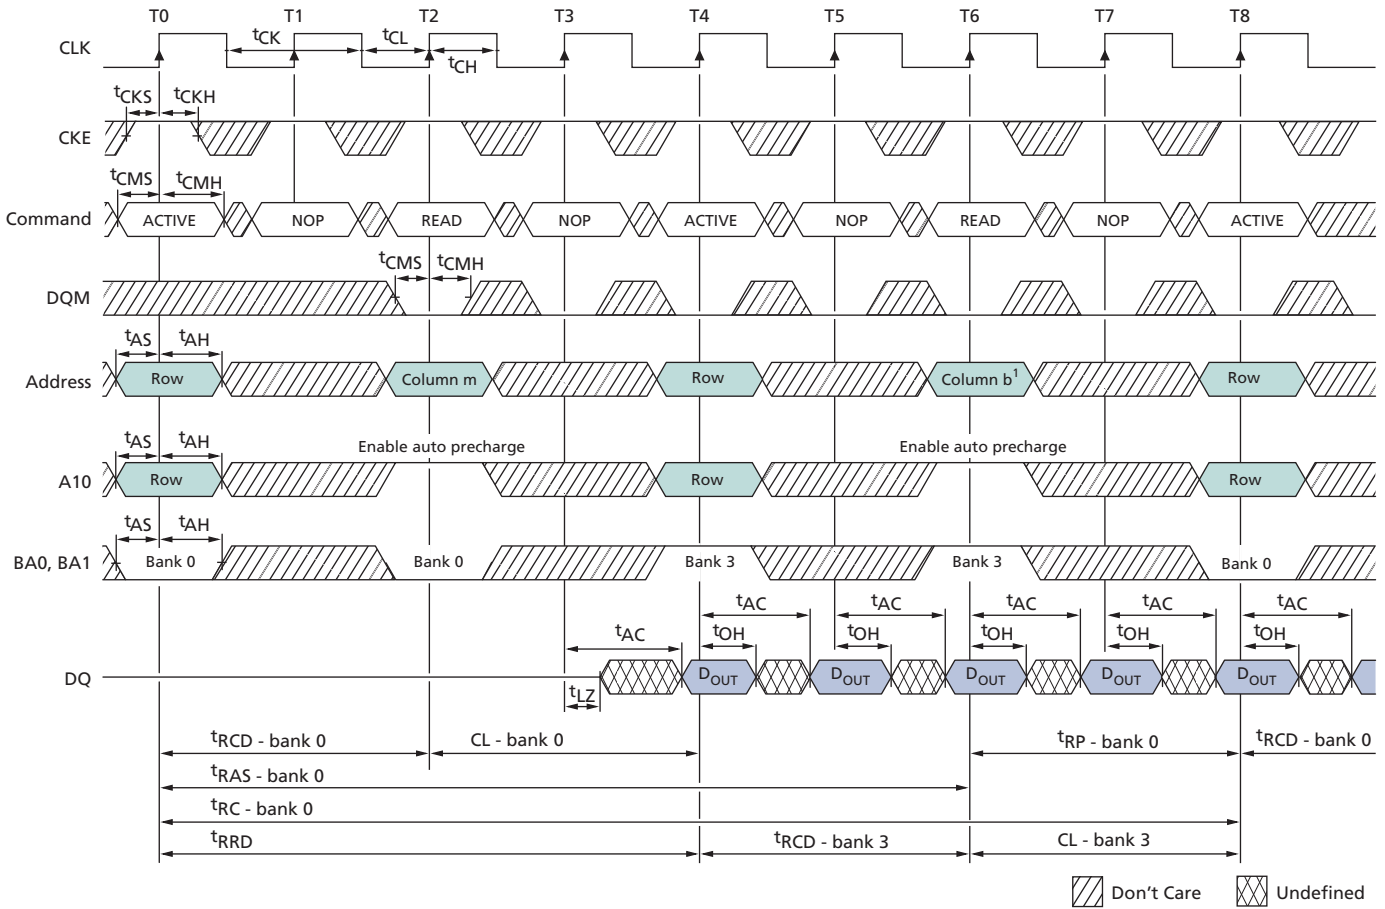 T0 T1 T2 T3 T4 T5 T6 T7 T8
CLK tCK tCL tCH
tCKS tCKH
CKE
tCMS tCMH
Command ACTIVE NOP READ NOP ACTIVE NOP READ NOP ACTIVE
tCMS tCMH
DQM
tAS tAH
Address Row Column m Row Column b1 Row
tAS tAH Enable auto precharge Enable auto precharge
A10 Row Row Row
tAS tAH
BA0, BA1 Bank 0 Bank 0 Bank 3 Bank 3 Bank 0
tAC tAC tAC tAC tAC
tAC tOH tOH tOH tOH tOH
DQ DOUT DOUT DOUT DOUT DOUT
tLZ
tRCD - bank 0 CL - bank 0 tRP - bank 0 tRCD - bank 0
tRAS - bank 0
tRC - bank 0
tRRD tRCD - bank 3 CL - bank 3
Don't Care Undefined